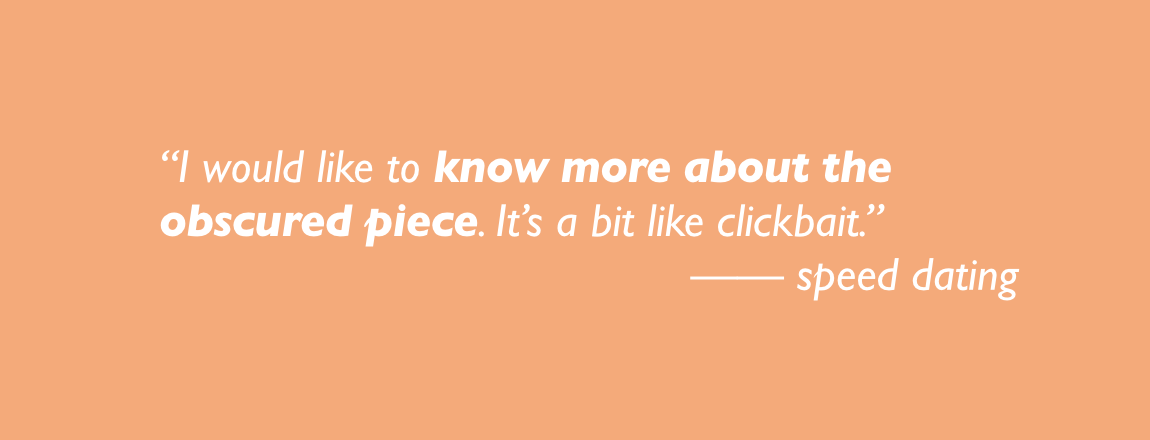 “I would like to know more about the
obscured piece. It’s a bit like clickbait.”
—— speed dating